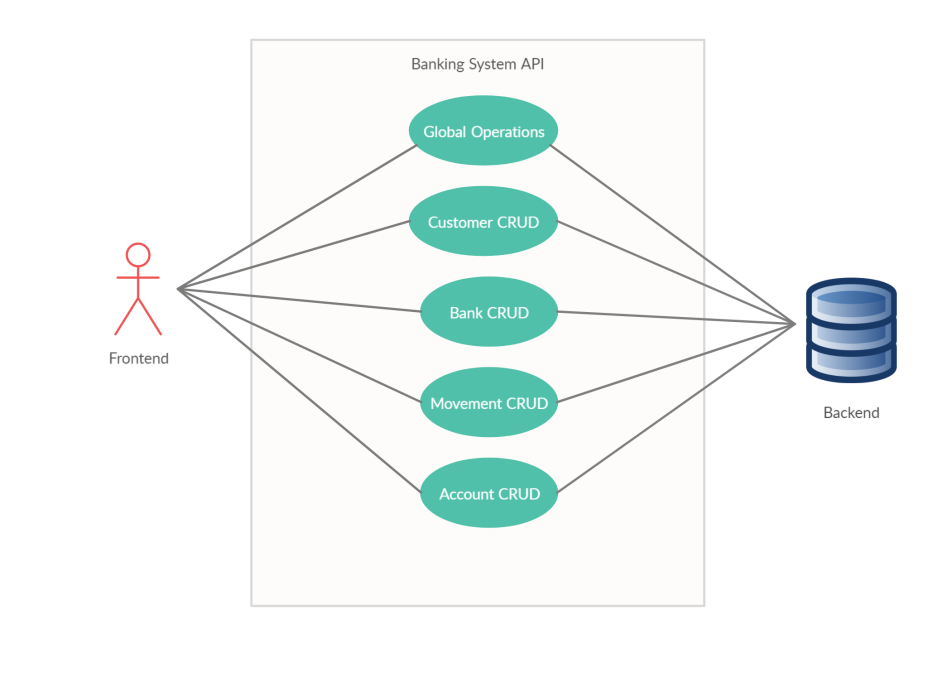 Banking System API
Global Operations
Customer CRUD
Bank CRUD
Movement CRUD
Account CRUD
Frontend
Backend